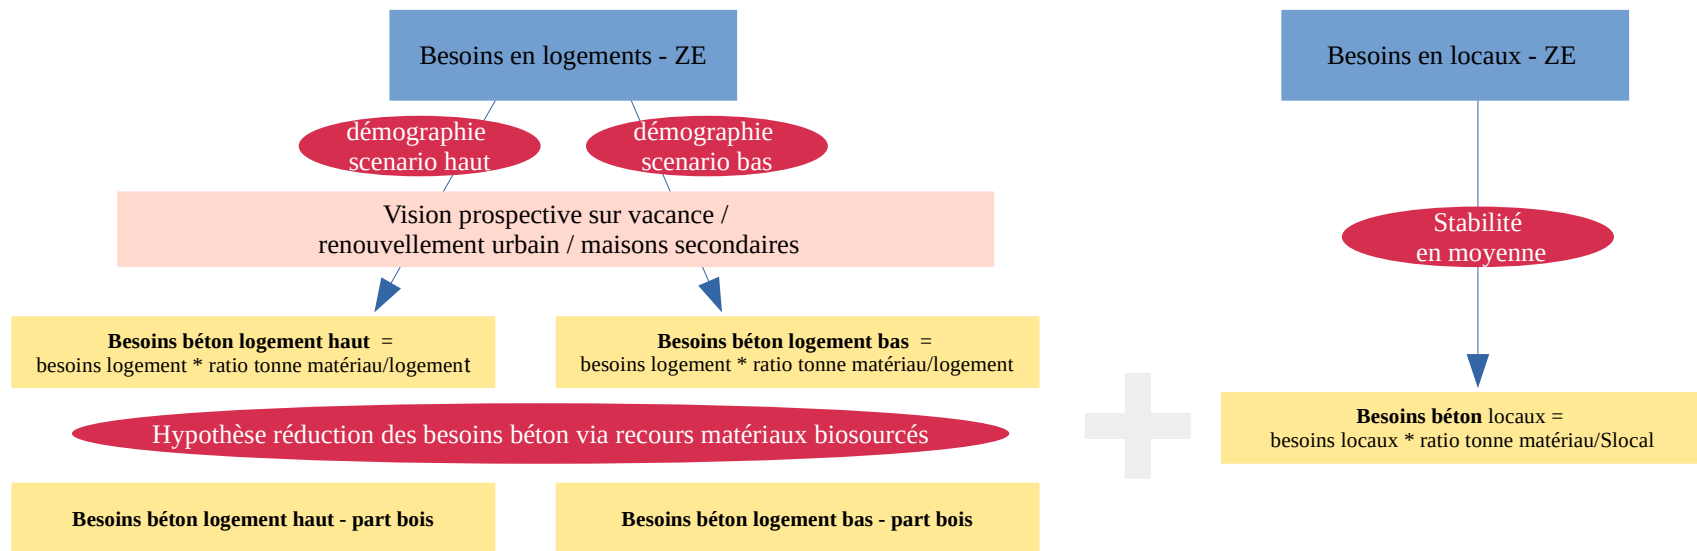 Besoins en logements - ZE
Besoins en locaux - ZE
démographie
scenario haut
démographie
scenario bas
Vision prospective sur vacance /
renouvellement urbain / maisons secondaires
Stabilité
en moyenne
Besoins béton logement haut =
besoins logement * ratio tonne matériau/logement
Besoins béton logement bas =
besoins logement * ratio tonne matériau/logement
Besoins béton locaux =
besoins locaux * ratio tonne matériau/Slocal
Hypothèse réduction des besoins béton via recours matériaux biosourcés
Besoins béton logement haut - part bois
Besoins béton logement bas - part bois